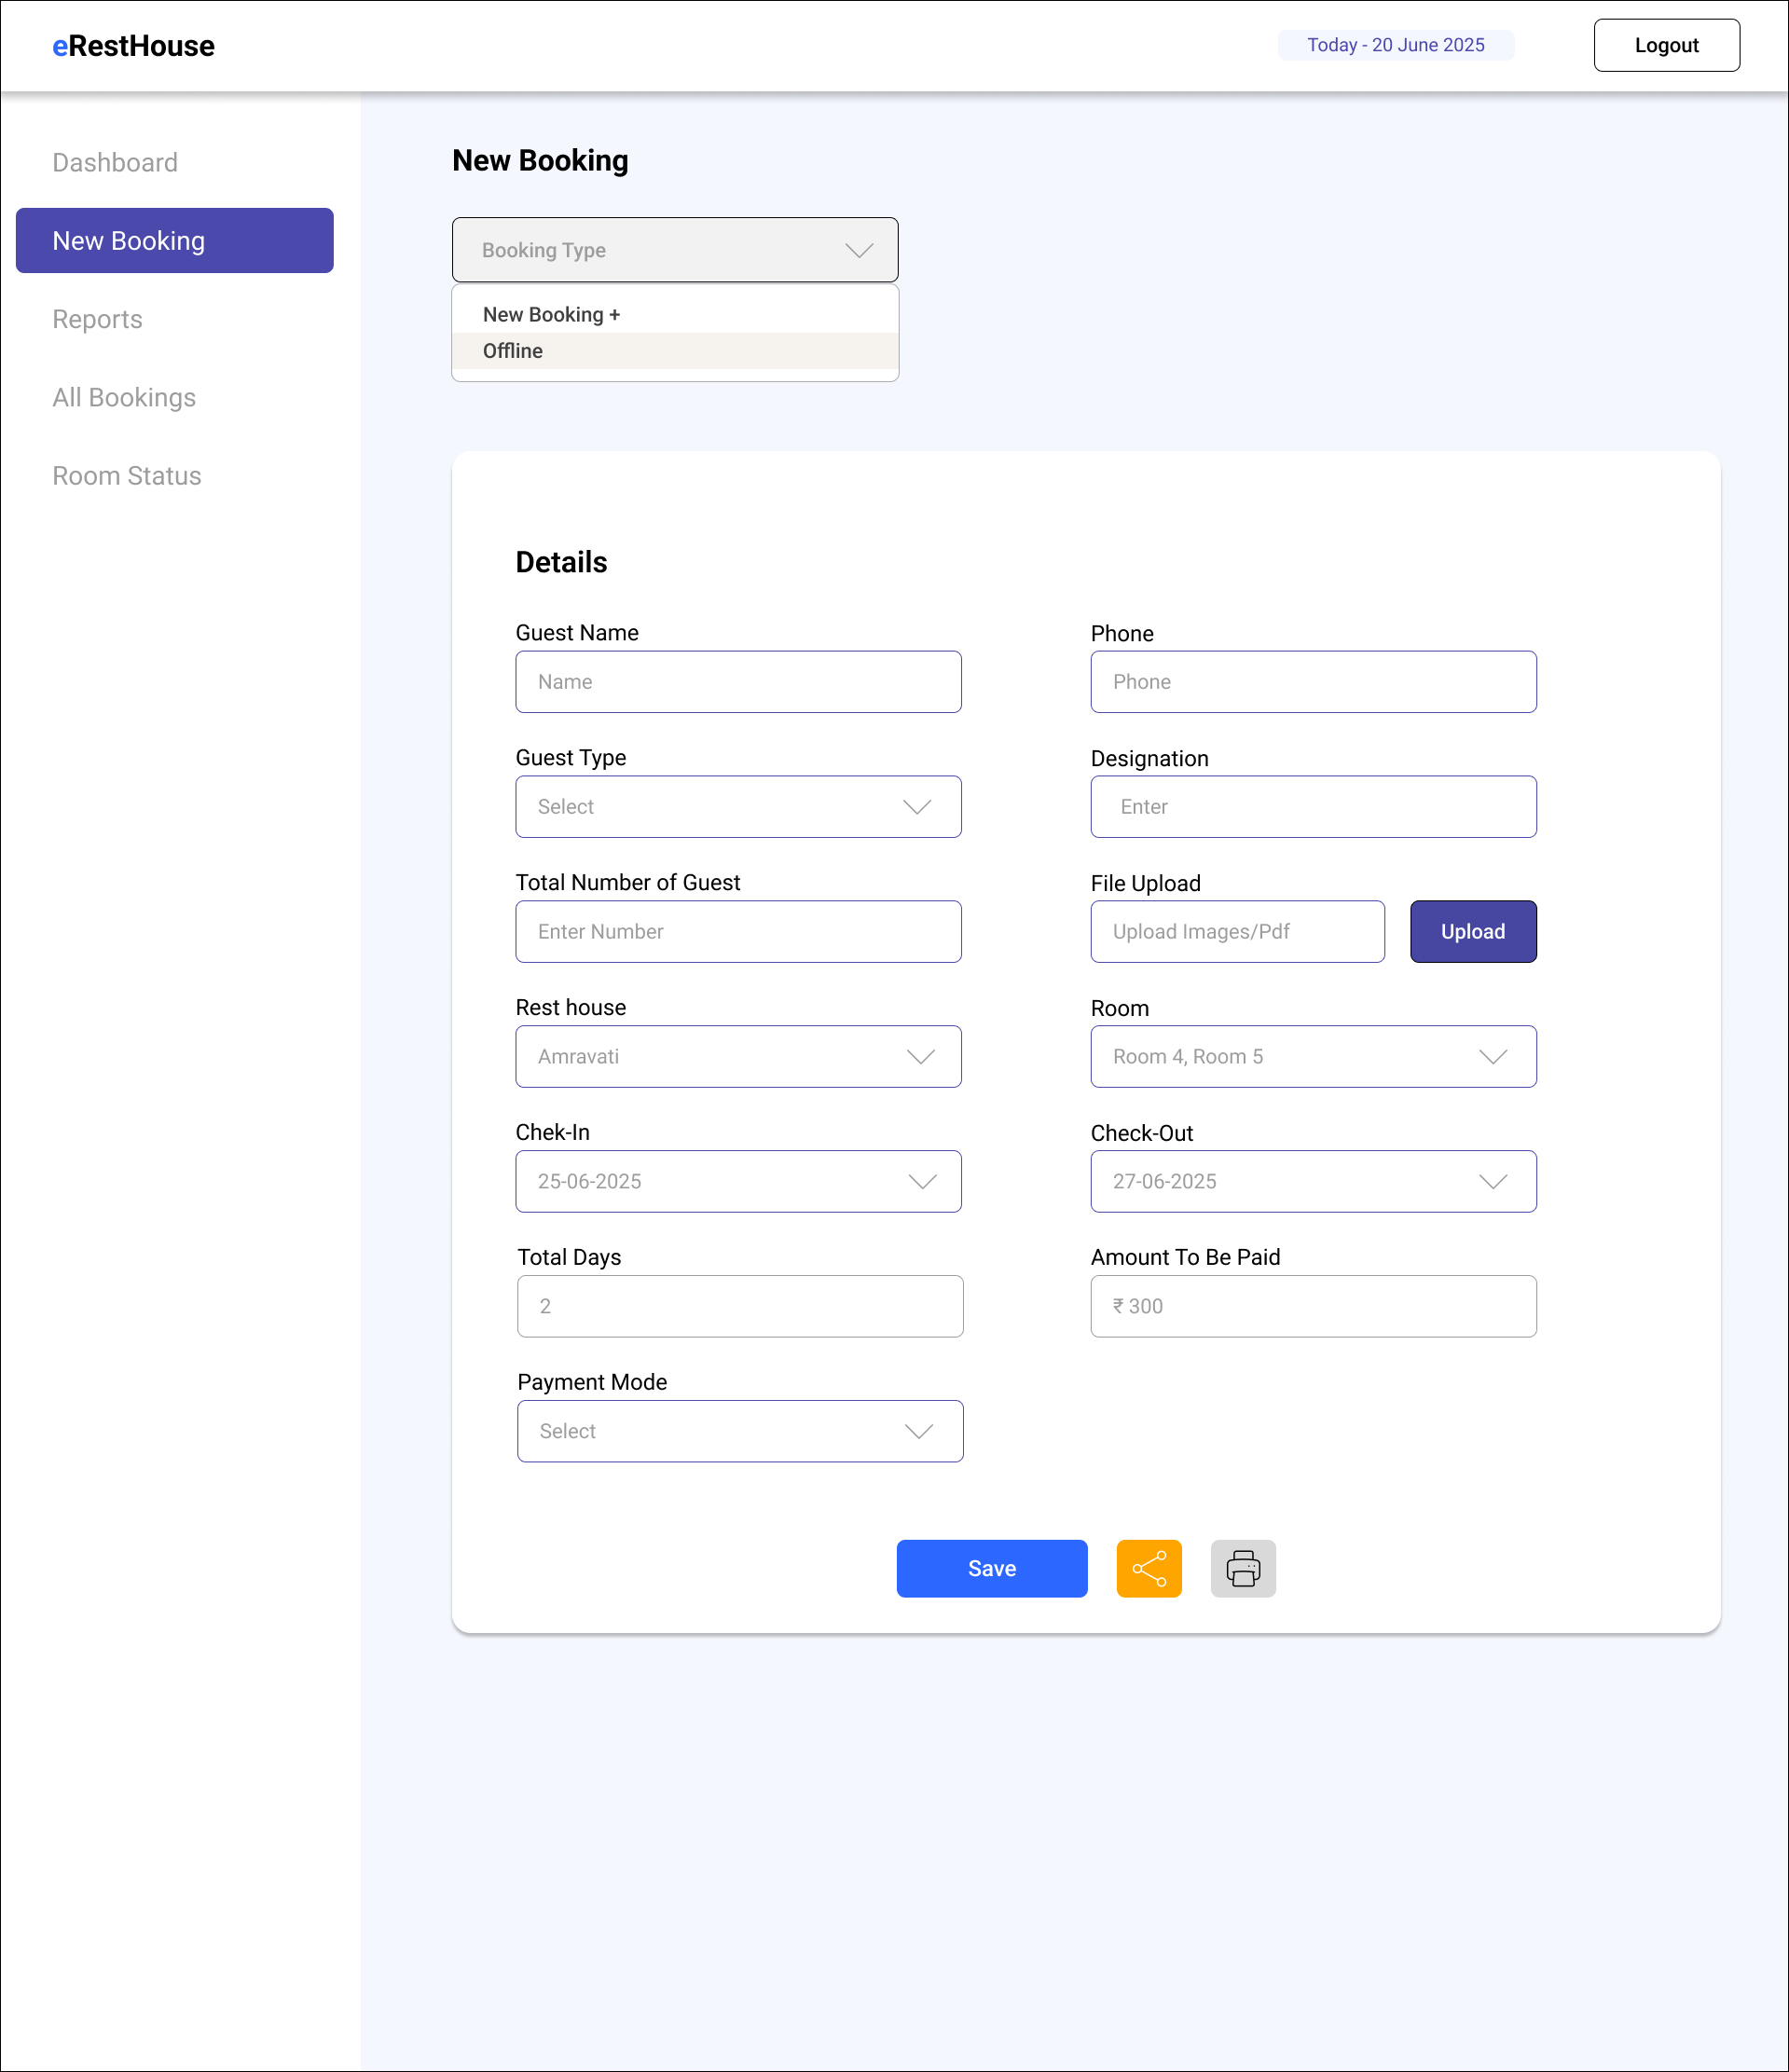 eRestHouse
Today - 20 June 2025
Logout
Dashboard
New Booking
Reports
All Bookings
Room Status
New Booking
Booking Type
New Booking +
Offline
Details
Guest Name
Phone
Name
Phone
Guest Type
Designation
Select
Enter
Total Number of Guest
File Upload
Enter Number
Upload Images/Pdf
Upload
Rest house
Room
Amravati
Room 4, Room 5
Chek-In
Check-Out
25-06-2025
27-06-2025
Total Days
Amount To Be Paid
2
₹ 300
Payment Mode
Select
Save